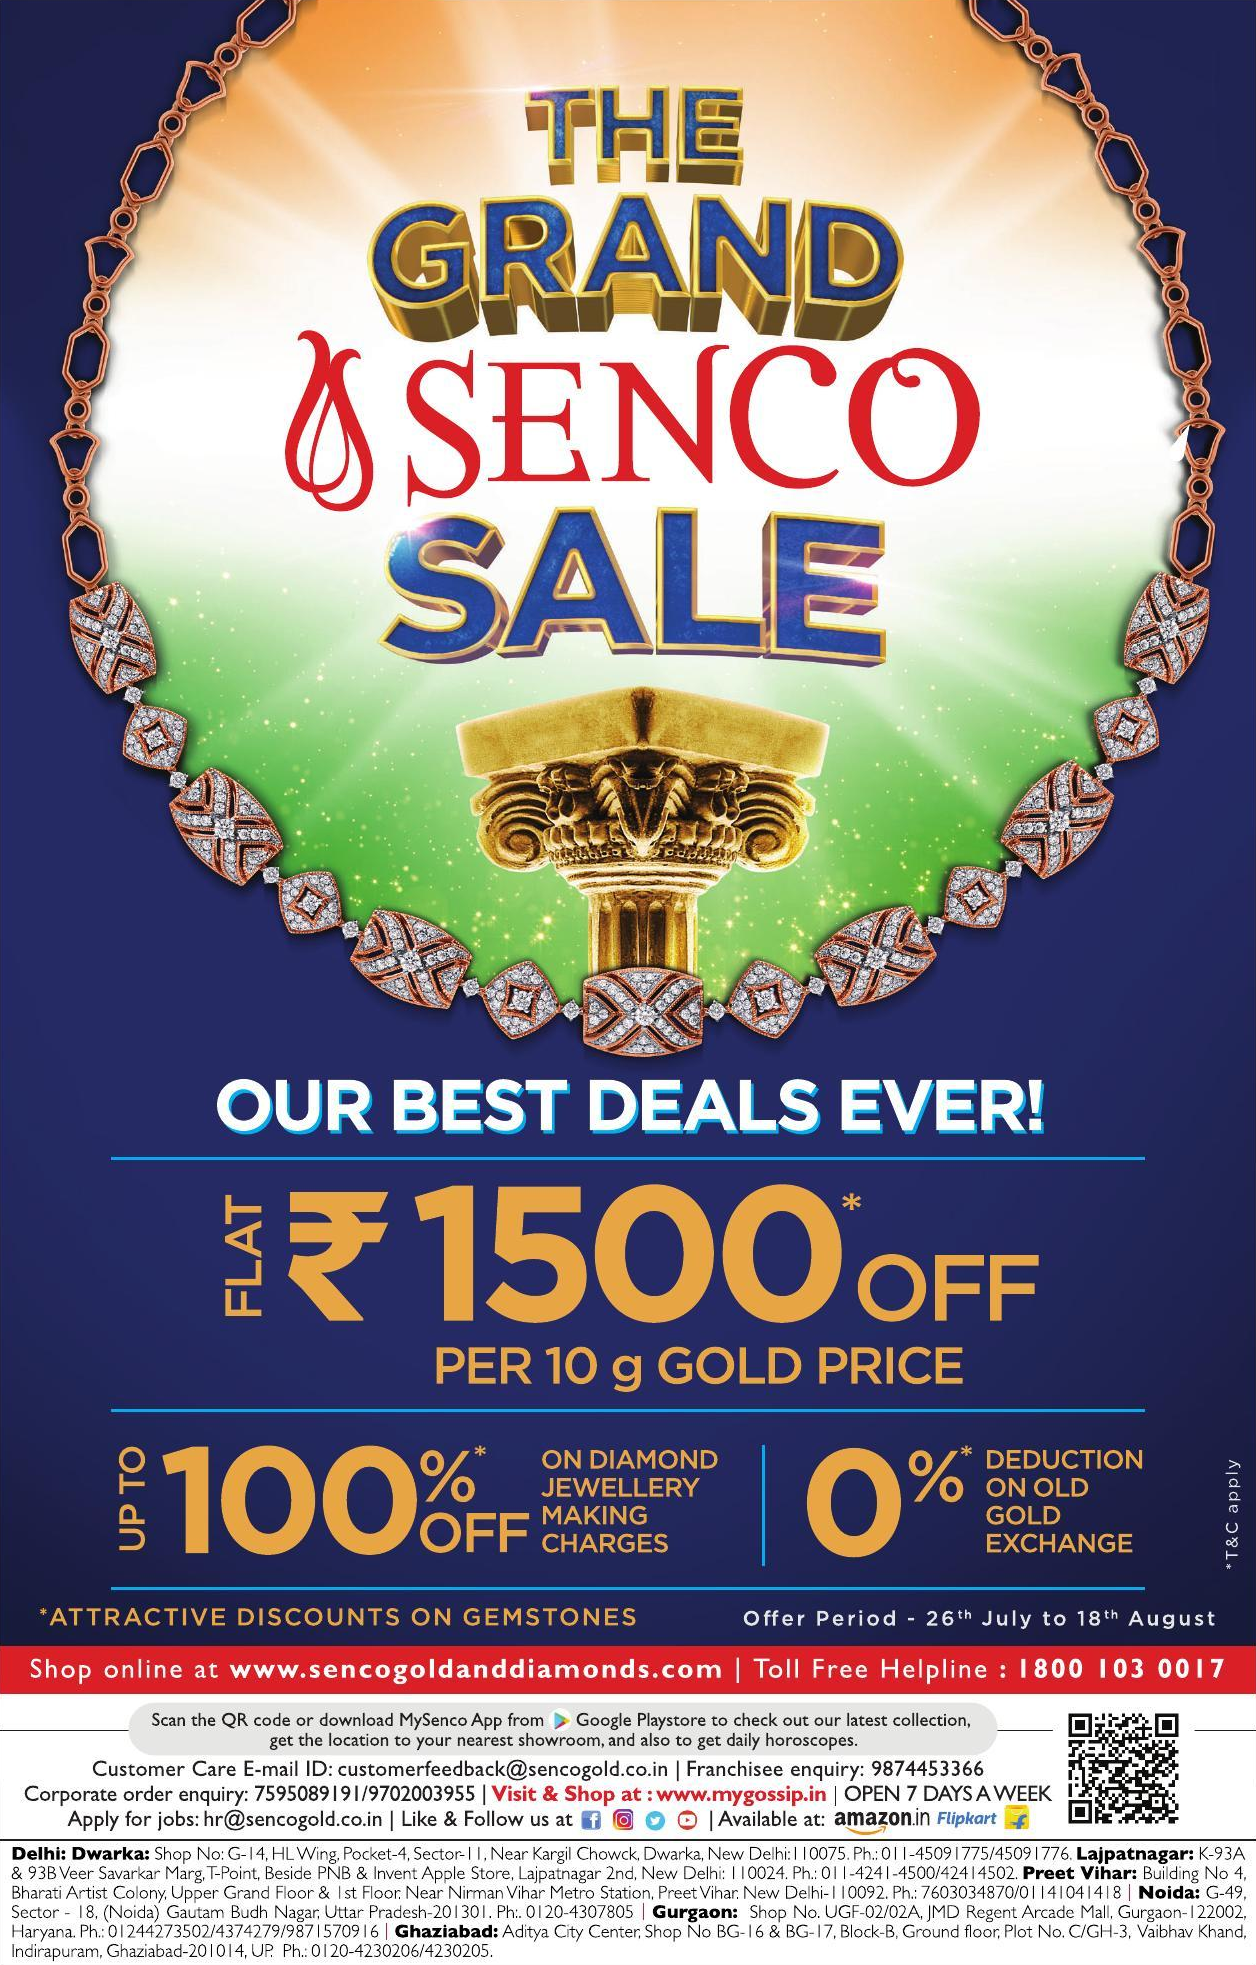 THE
GRAND
SENCO
SALE
OUR BEST DEALS EVER!
FLAT ₹1500* OFF
PER 10 g GOLD PRICE
UP TO 100%* OFF
ON DIAMOND
JEWELLERY
MAKING
CHARGES
0%* DEDUCTION
ON OLD
GOLD
EXCHANGE
*T&C apply
*ATTRACTIVE DISCOUNTS ON GEMSTONES
Offer Period - 26th July to 18th August
Shop online at www.sencogoldanddiamonds.com | Toll Free Helpline : 1800 103 0017
Scan the QR code or download MySenco App from Google Playstore to check out our latest collection,
get the location to your nearest showroom, and also to get daily horoscopes.
Customer Care E-mail ID: customerfeedback@sencogold.co.in | Franchisee enquiry: 9874453366
Corporate order enquiry: 7595089191/9702003955 | Visit & Shop at : www.mygossip.in | OPEN 7 DAYS A WEEK
Apply for jobs: hr@sencogold.co.in | Like & Follow us at | Available at: amazon.in Flipkart
Delhi: Dwarka: Shop No: G-14, HL Wing, Pocket-4, Sector-11, Near Kargil Chowck, Dwarka, New Delhi:110075. Ph.: 011-45091775/45091776. Lajpatnagar: K-93A
& 93B Veer Savarkar Marg, T-Point, Beside PNB & Invent Apple Store, Lajpatnagar 2nd, New Delhi: 110024. Ph.: 011-4241-4500/42414502. Preet Vihar: Building No 4,
Bharati Artist Colony, Upper Grand Floor & 1st Floor. Near Nirman Vihar Metro Station, Preet Vihar. New Delhi-110092. Ph.: 7603034870/01141041418 | Noida: G-49,
Sector - 18, (Noida) Gautam Budh Nagar, Uttar Pradesh-201301. Ph:. 0120-4307805 | Gurgaon: Shop No. UGF-02/02A, JMD Regent Arcade Mall, Gurgaon-122002,
Haryana. Ph.: 01244273502/4374279/9871570916 | Ghaziabad: Aditya City Center, Shop No BG-16 & BG-17, Block-B, Ground floor, Plot No. C/GH-3, Vaibhav Khand,
Indirapuram, Ghaziabad-201014, UP. Ph.: 0120-4230206/4230205.